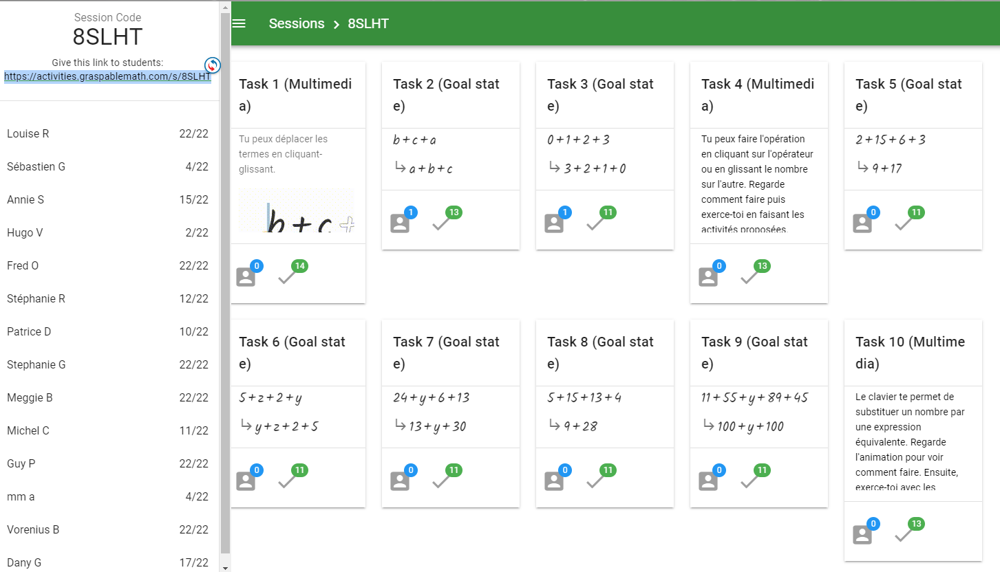 Session Code
8SLHT
Give this link to students:
https://activities.graspablemath.com/s/8SLHT
Louise R 22/22
Sébastien G 4/22
Annie S 15/22
Hugo V 2/22
Fred O 22/22
Stéphanie R 12/22
Patrice D 10/22
Stephanie G 22/22
Meggie B 22/22
Michel C 11/22
Guy P 22/22
mm a 4/22
Vorenius B 22/22
Dany G 17/22
Sessions > 8SLHT
Task 1 (Multimedi
a)
Tu peux déplacer les
termes en cliquant-
glissant.
b + c +
0 14
Task 2 (Goal stat
e)
b+c+a
↳ a+b+c
1 13
Task 3 (Goal stat
e)
0+1+2+3
↳ 3+2+1+0
1 11
Task 4 (Multimedi
a)
Tu peux faire l'opération
en cliquant sur l'opérateur
ou en glissant le nombre
sur l'autre. Regarde
comment faire puis
exerce-toi en faisant les
activités proposées.
0 13
Task 5 (Goal stat
e)
2+15+6+3
↳ 9+17
0 11
Task 6 (Goal stat
e)
5+z+2+y
↳ y+z+2+5
0 11
Task 7 (Goal stat
e)
24+y+6+13
↳ 13+y+30
0 11
Task 8 (Goal stat
e)
5+15+13+4
↳ 9+28
0 11
Task 9 (Goal stat
e)
11+55+y+89+45
↳ 100+y+100
0 11
Task 10 (Multime
dia)
Le clavier te permet de
substituer un nombre par
une expression
équivalente. Regarde
l'animation pour voir
comment faire. Ensuite,
exerce-toi avec les
0 13